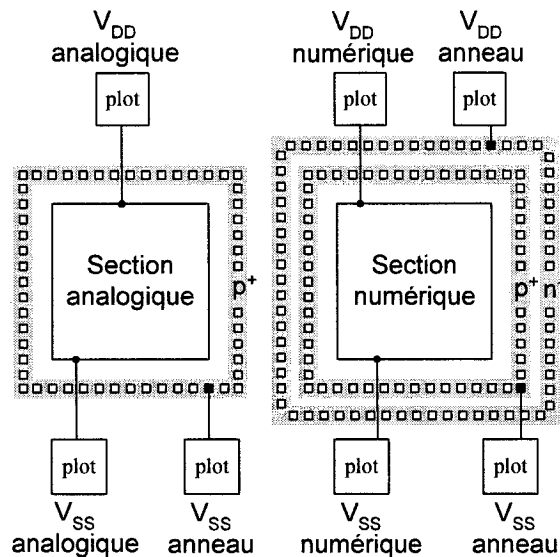 V_DD analogique
V_DD numérique
V_DD anneau
plot
plot
plot
Section analogique
p+
Section numérique
p+ n
plot
plot
plot
plot
V_SS analogique
V_SS anneau
V_SS numérique
V_SS anneau